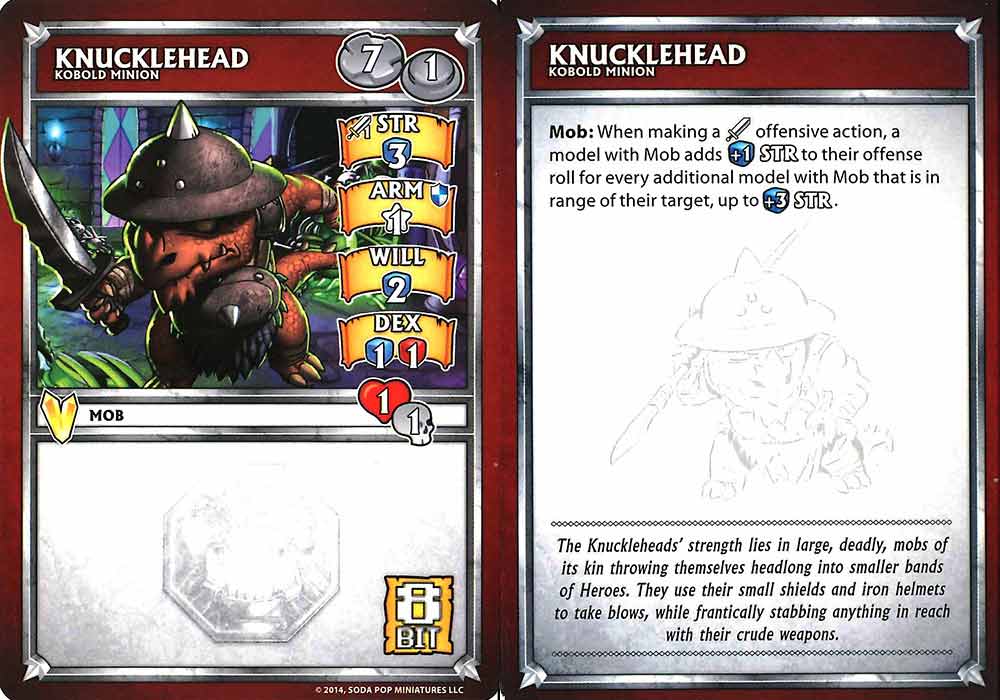 KNUCKLEHEAD
KOBOLD MINION
7 1
STR
3
ARM
1
WILL
2
DEX
1 1
MOB
1
1
8
BIT
© 2014, SODA POP MINIATURES LLC
KNUCKLEHEAD
KOBOLD MINION
Mob: When making a offensive action, a
model with Mob adds +1 STR to their offense
roll for every additional model with Mob that is in
range of their target, up to +3 STR.
The Knuckleheads' strength lies in large, deadly, mobs of
its kin throwing themselves headlong into smaller bands
of Heroes. They use their small shields and iron helmets
to take blows, while frantically stabbing anything in reach
with their crude weapons.